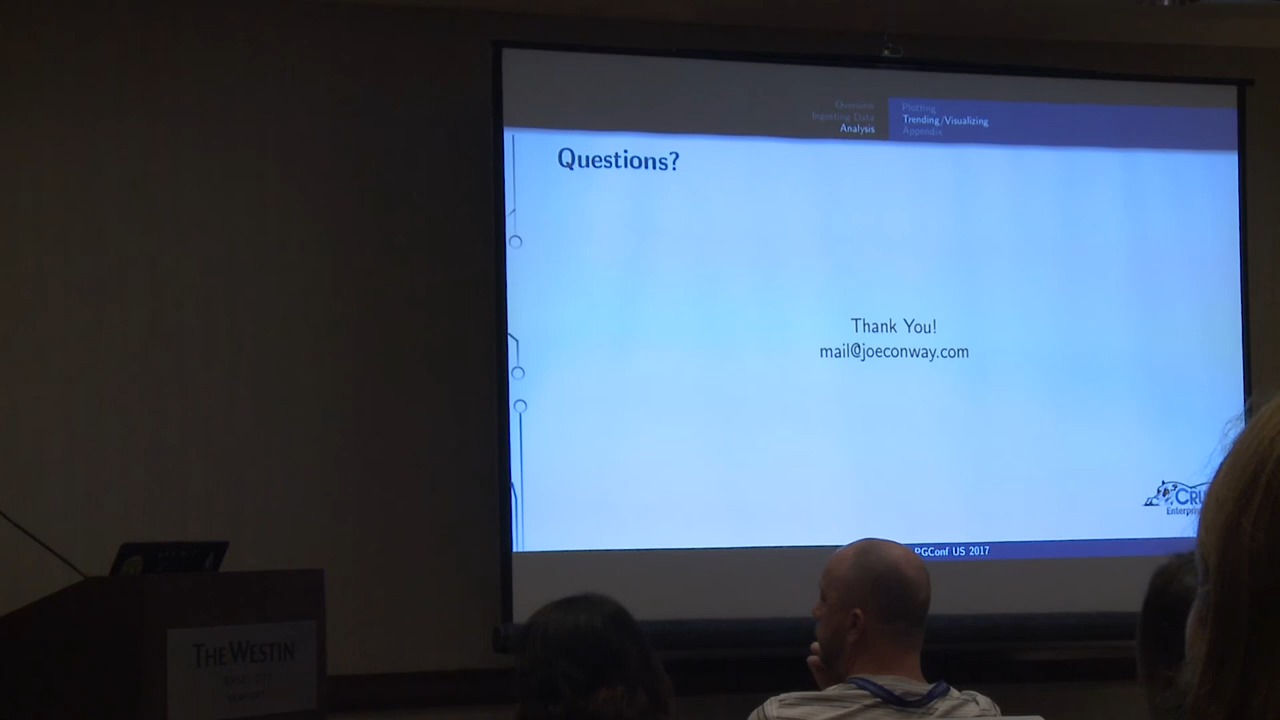 Overview
Ingesting Data
Analysis
Plotting
Trending/Visualizing
Appendix
Questions?
Thank You!
mail@joeconway.com
PGConf US 2017
THE WESTIN